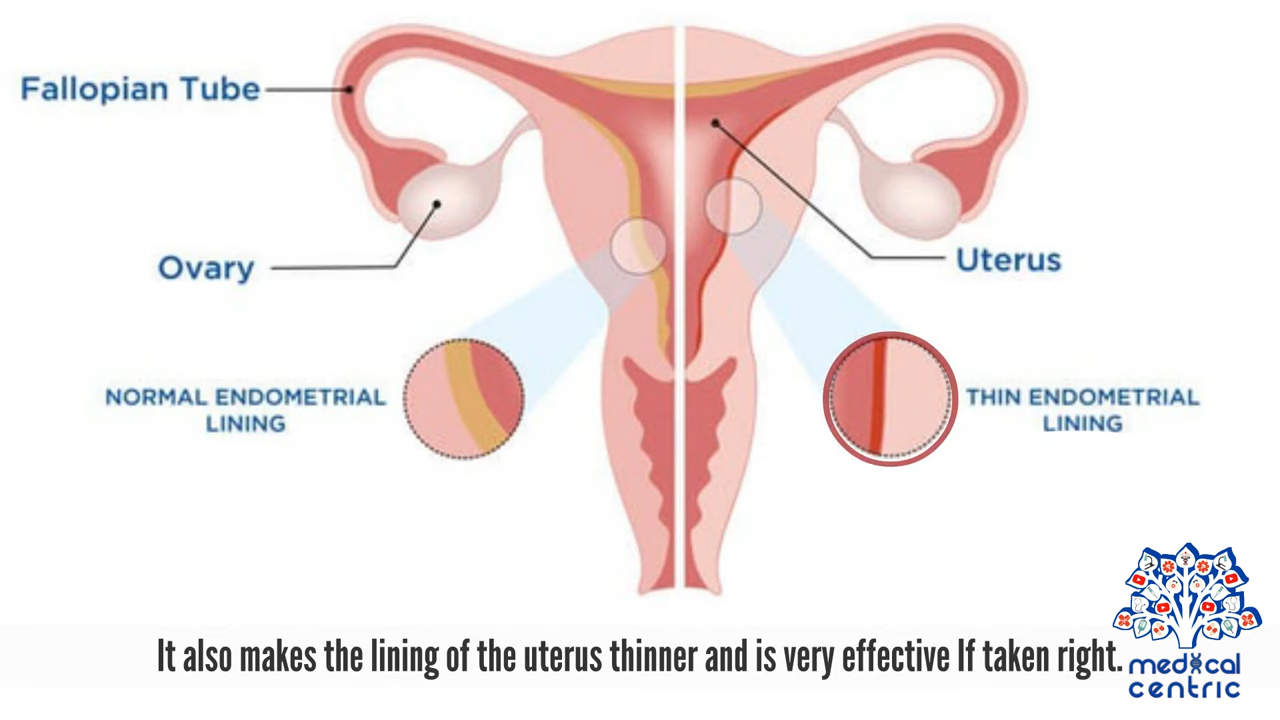 Fallopian Tube
Ovary
Uterus
NORMAL ENDOMETRIAL
LINING
THIN ENDOMETRIAL
LINING
It also makes the lining of the uterus thinner and is very effective If taken right.
medical
centric